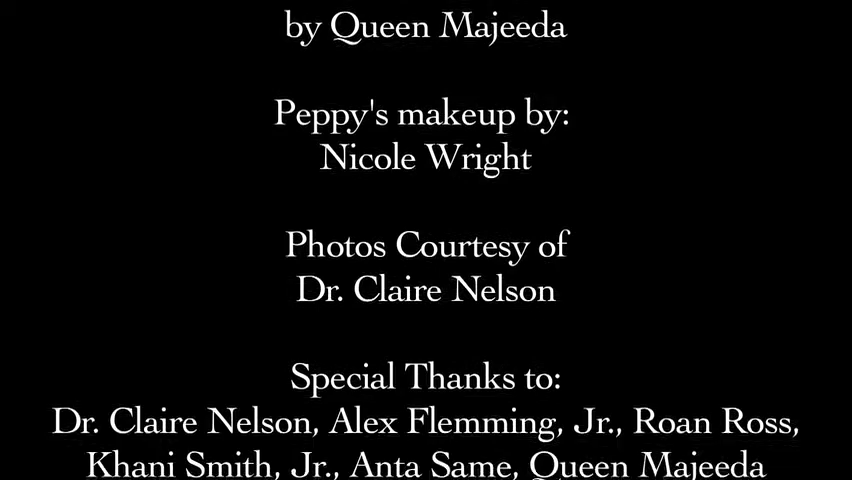 by Queen Majeeda
Peppy's makeup by:
Nicole Wright
Photos Courtesy of
Dr. Claire Nelson
Special Thanks to:
Dr. Claire Nelson, Alex Flemming, Jr., Roan Ross,
Khani Smith, Jr., Anta Same, Queen Majeeda